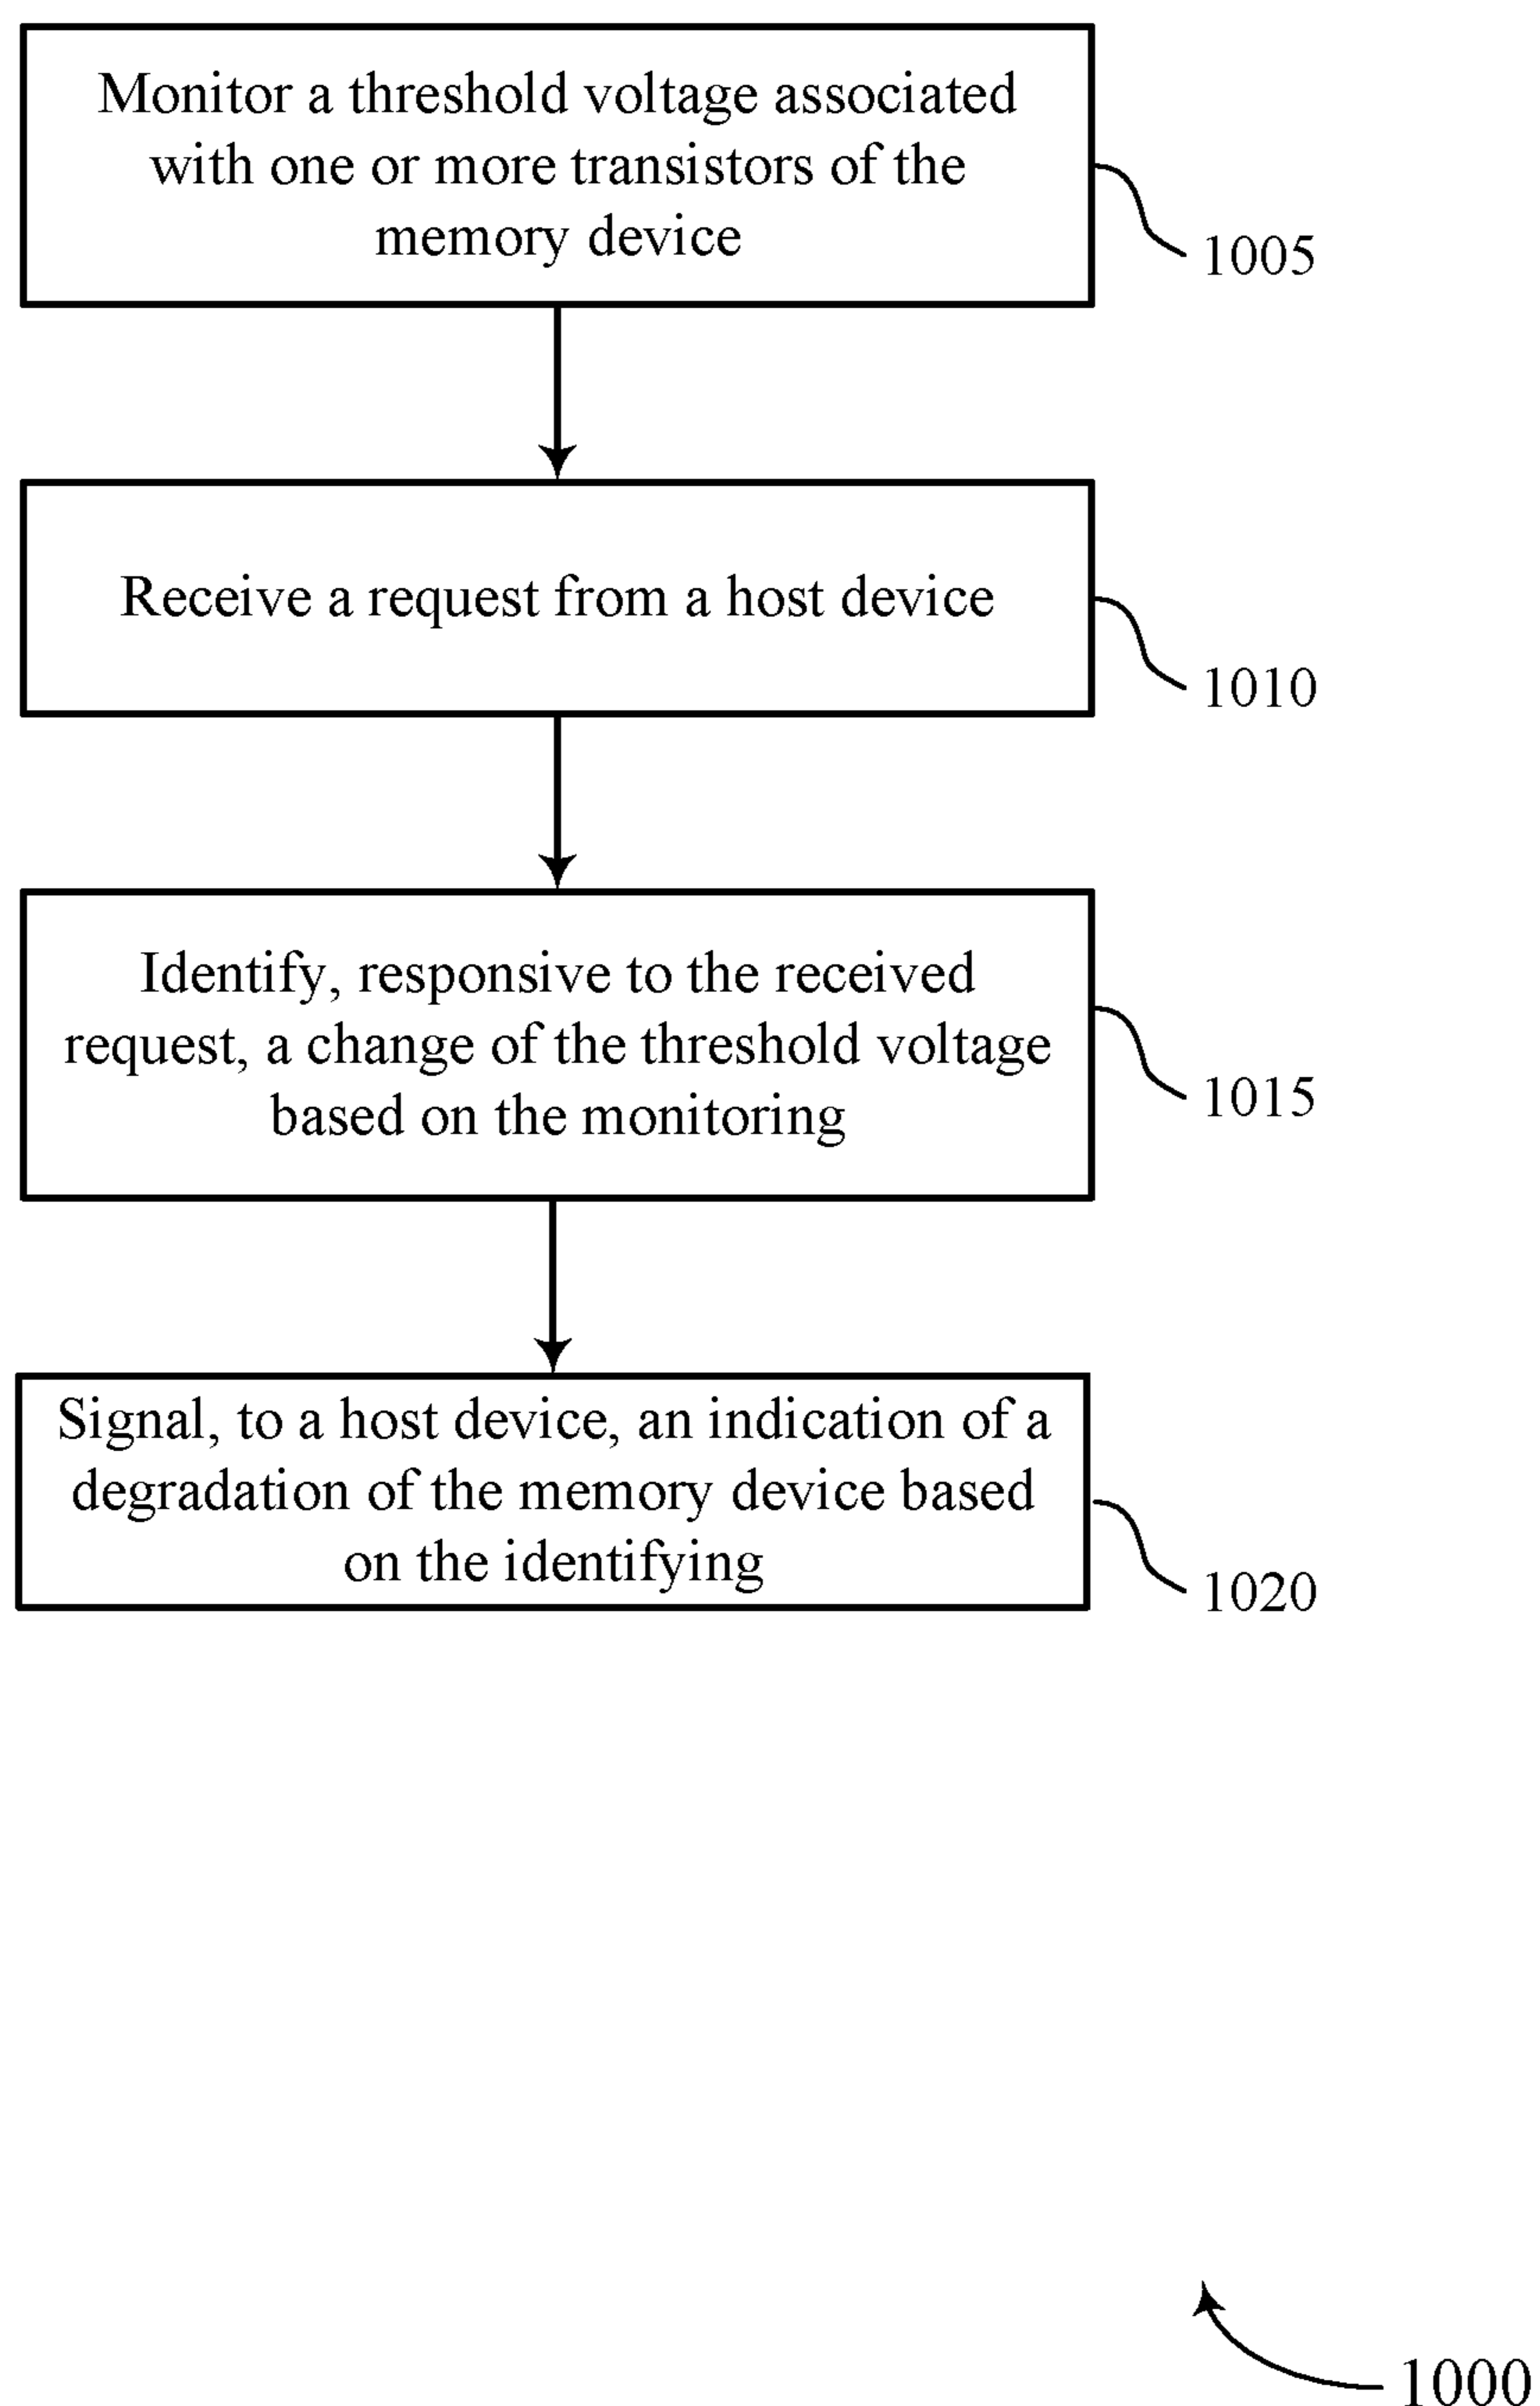 Monitor a threshold voltage associated
with one or more transistors of the
memory device
1005
Receive a request from a host device
1010
Identify, responsive to the received
request, a change of the threshold voltage
based on the monitoring
1015
Signal, to a host device, an indication of a
degradation of the memory device based
on the identifying
1020
1000